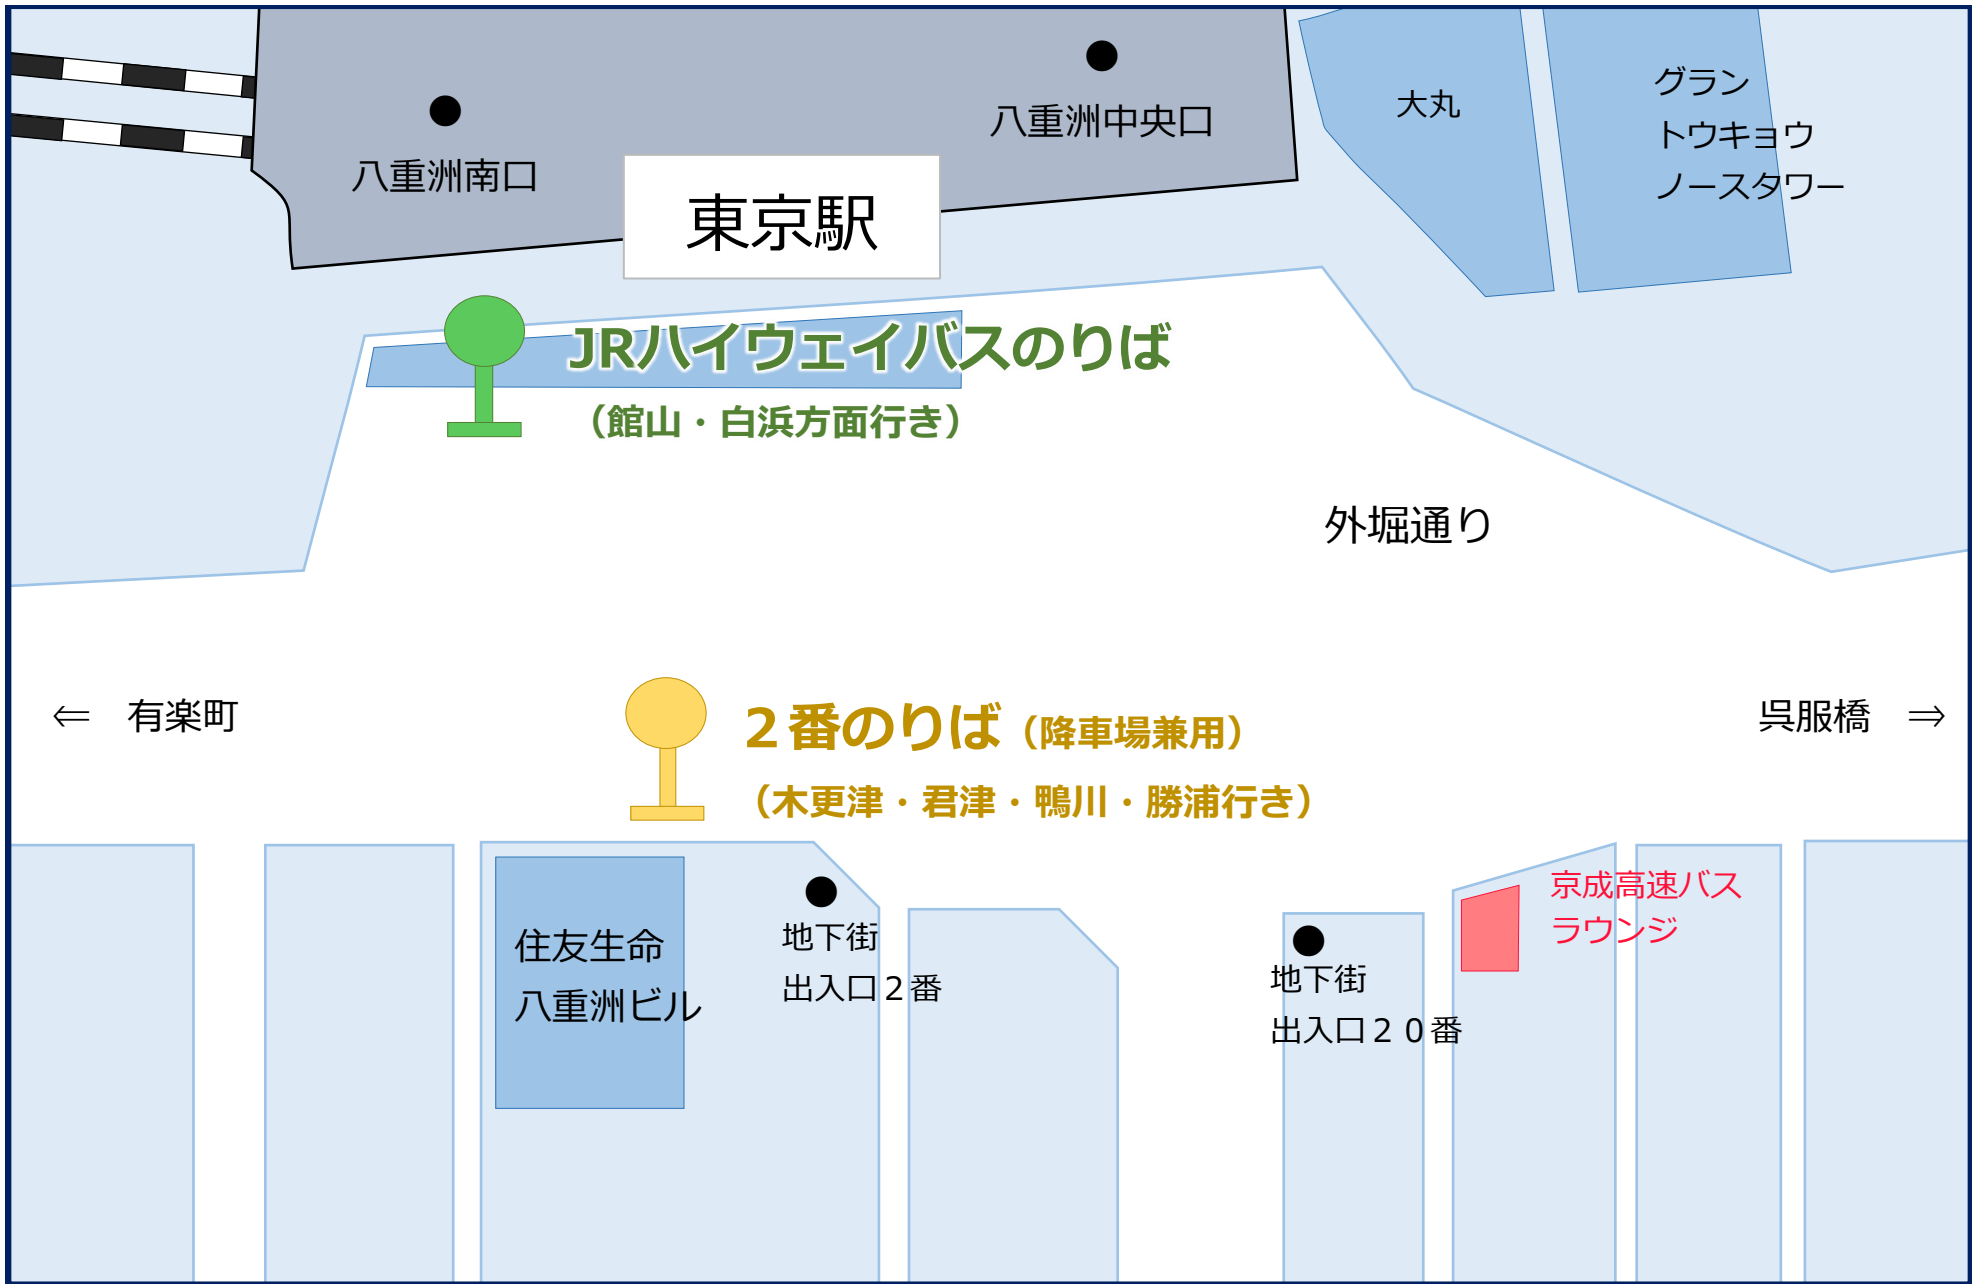 八重洲南口
八重洲中央口
東京駅
大丸
グラン
トウキョウ
ノースタワー
JRハイウェイバスのりば
（館山・白浜方面行き）
外堀通り
⇐　有楽町
呉服橋　⇒
２番のりば（降車場兼用）
（木更津・君津・鴨川・勝浦行き）
住友生命
八重洲ビル
地下街
出入口２番
地下街
出入口２０番
京成高速バス
ラウンジ